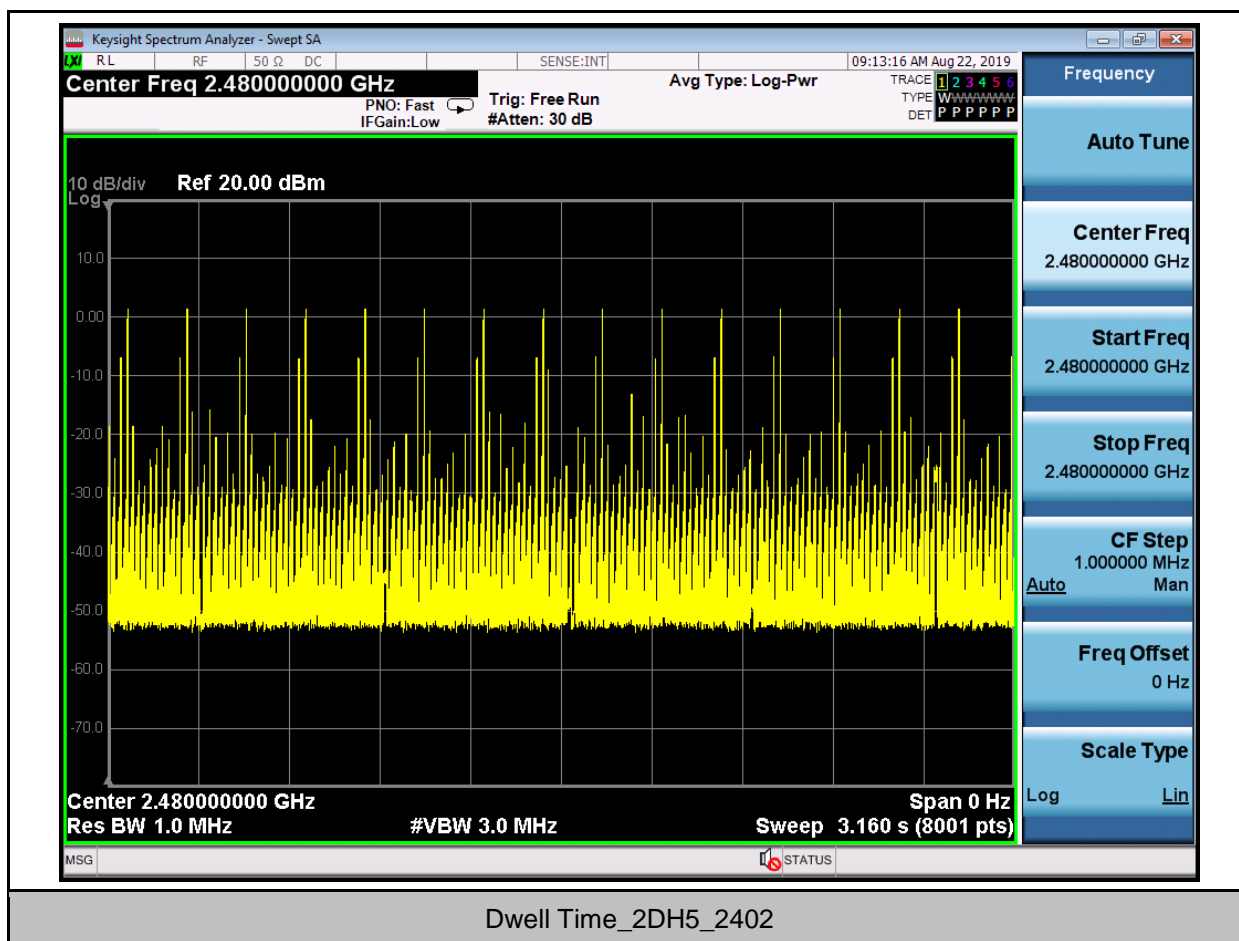 Keysight Spectrum Analyzer - Swept SA
LXI RL RF 50 Ω DC SENSE:INT 09:13:16 AM Aug 22, 2019
Center Freq 2.480000000 GHz
PNO: Fast
IFGain:Low
Trig: Free Run
#Atten: 30 dB
Avg Type: Log-Pwr
TRACE 1 2 3 4 5 6
TYPE WWWWWW
DET P P P P P P
10 dB/div
Log
Ref 20.00 dBm
10.0
0.00
-10.0
-20.0
-30.0
-40.0
-50.0
-60.0
-70.0
Center 2.480000000 GHz
Span 0 Hz
Res BW 1.0 MHz
#VBW 3.0 MHz
Sweep 3.160 s (8001 pts)
MSG
STATUS
Frequency
Auto Tune
Center Freq
2.480000000 GHz
Start Freq
2.480000000 GHz
Stop Freq
2.480000000 GHz
CF Step
1.000000 MHz
Auto Man
Freq Offset
0 Hz
Scale Type
Log Lin
Dwell Time_2DH5_2402